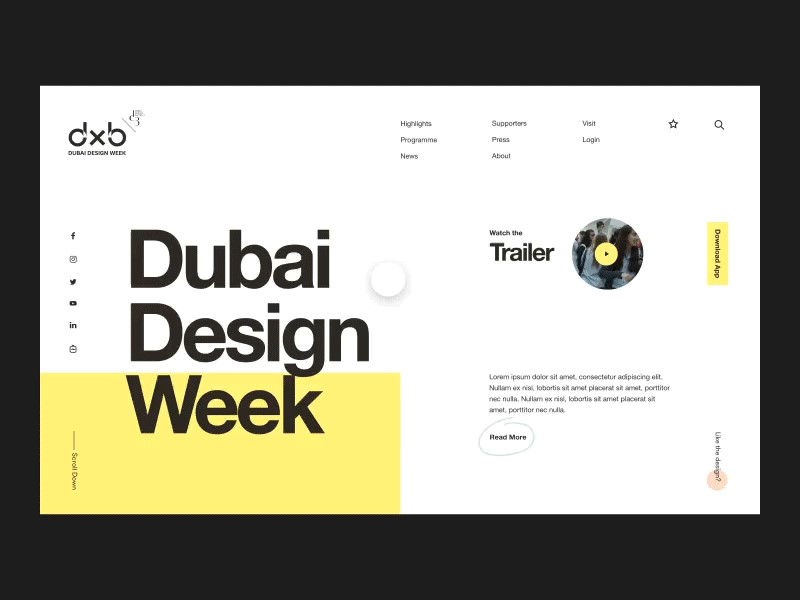 dxb
d3
DUBAI DESIGN WEEK
Highlights
Programme
News
Supporters
Press
About
Visit
Login
Dubai
Design
Week
Watch the
Trailer
Download App
Lorem ipsum dolor sit amet, consectetur adipiscing elit.
Nullam ex nisl, lobortis sit amet placerat sit amet, porttitor
nec nulla. Nullam ex nisl, lobortis sit amet placerat sit
amet, porttitor nec nulla.
Read More
Scroll Down
Like the design?